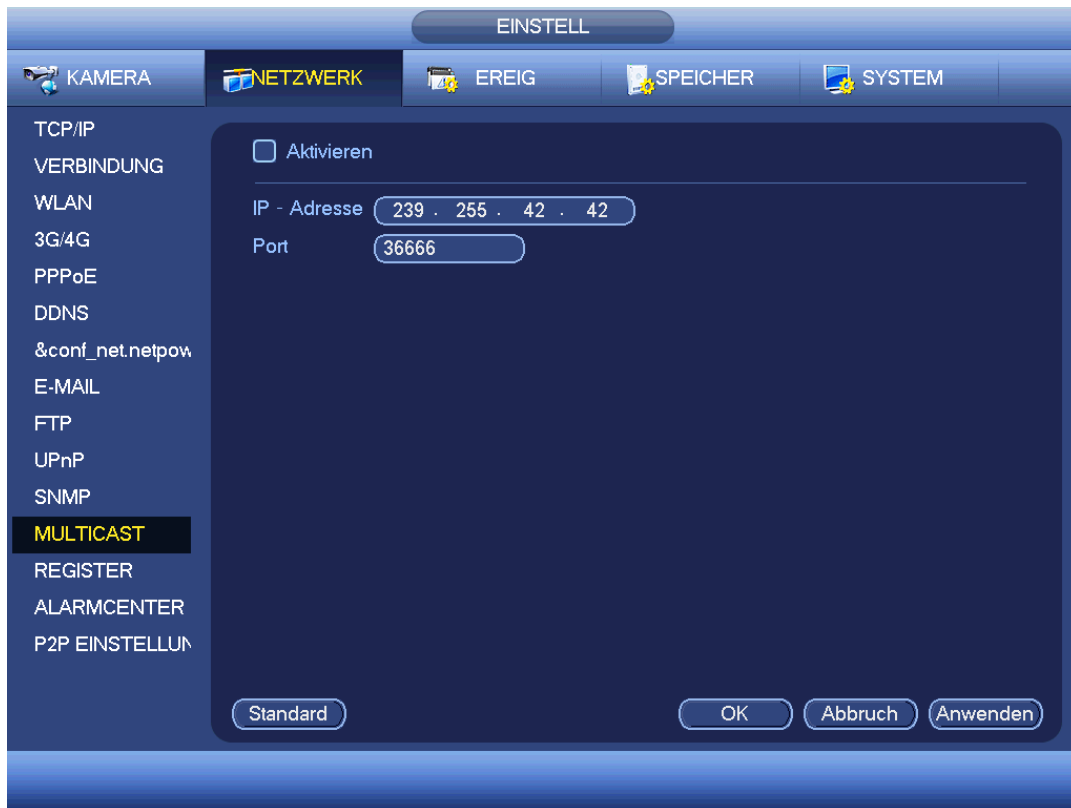 EINSTELL
KAMERA NETZWERK EREIG SPEICHER SYSTEM
TCP/IP
VERBINDUNG
WLAN
3G/4G
PPPoE
DDNS
&conf_net.netpow
E-MAIL
FTP
UPnP
SNMP
MULTICAST
REGISTER
ALARMCENTER
P2P EINSTELLUN
Aktivieren
IP - Adresse 239 . 255 . 42 . 42
Port 36666
Standard OK Abbruch Anwenden